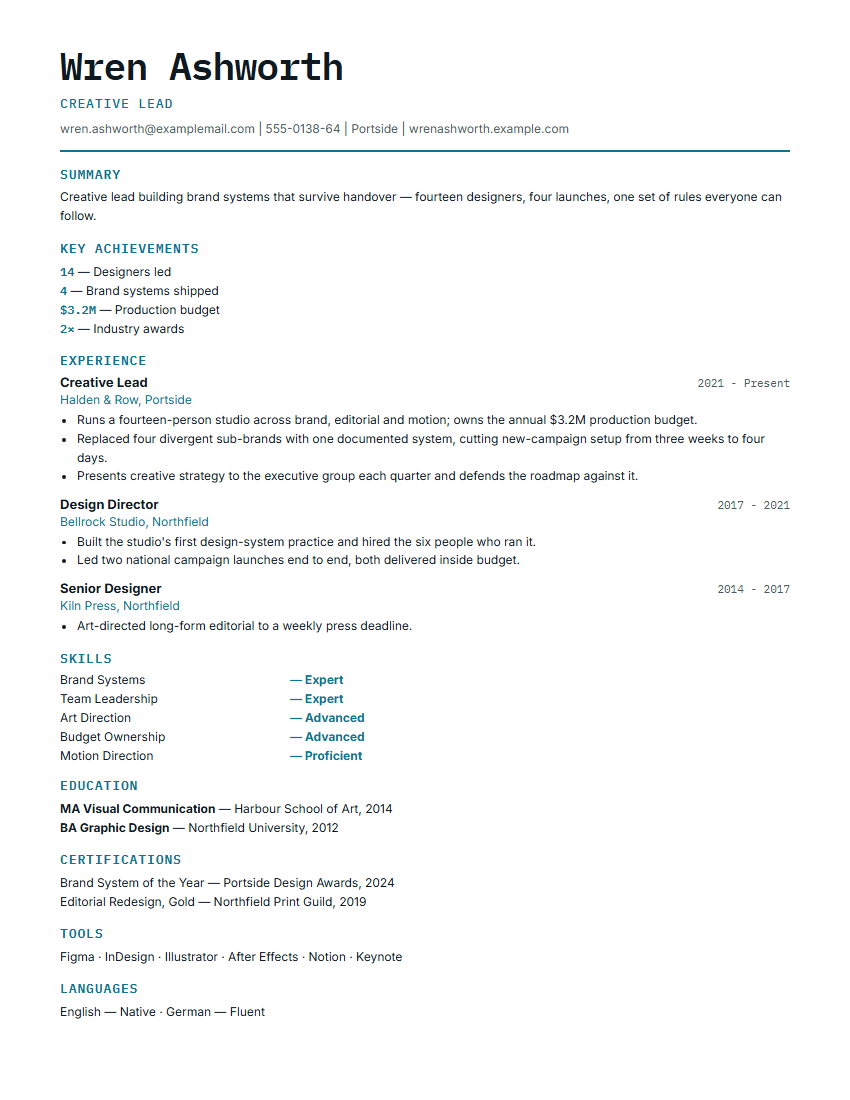 Wren Ashworth
CREATIVE LEAD
wren.ashworth@examplemail.com | 555-0138-64 | Portside | wrenashworth.example.com
SUMMARY
Creative lead building brand systems that survive handover — fourteen designers, four launches, one set of rules everyone can
follow.
KEY ACHIEVEMENTS
14 — Designers led
4 — Brand systems shipped
$3.2M — Production budget
2× — Industry awards
EXPERIENCE
Creative Lead 2021 - Present
Halden & Row, Portside
• Runs a fourteen-person studio across brand, editorial and motion; owns the annual $3.2M production budget.
• Replaced four divergent sub-brands with one documented system, cutting new-campaign setup from three weeks to four
days.
• Presents creative strategy to the executive group each quarter and defends the roadmap against it.
Design Director 2017 - 2021
Bellrock Studio, Northfield
• Built the studio's first design-system practice and hired the six people who ran it.
• Led two national campaign launches end to end, both delivered inside budget.
Senior Designer 2014 - 2017
Kiln Press, Northfield
• Art-directed long-form editorial to a weekly press deadline.
SKILLS
Brand Systems — Expert
Team Leadership — Expert
Art Direction — Advanced
Budget Ownership — Advanced
Motion Direction — Proficient
EDUCATION
MA Visual Communication — Harbour School of Art, 2014
BA Graphic Design — Northfield University, 2012
CERTIFICATIONS
Brand System of the Year — Portside Design Awards, 2024
Editorial Redesign, Gold — Northfield Print Guild, 2019
TOOLS
Figma · InDesign · Illustrator · After Effects · Notion · Keynote
LANGUAGES
English — Native · German — Fluent